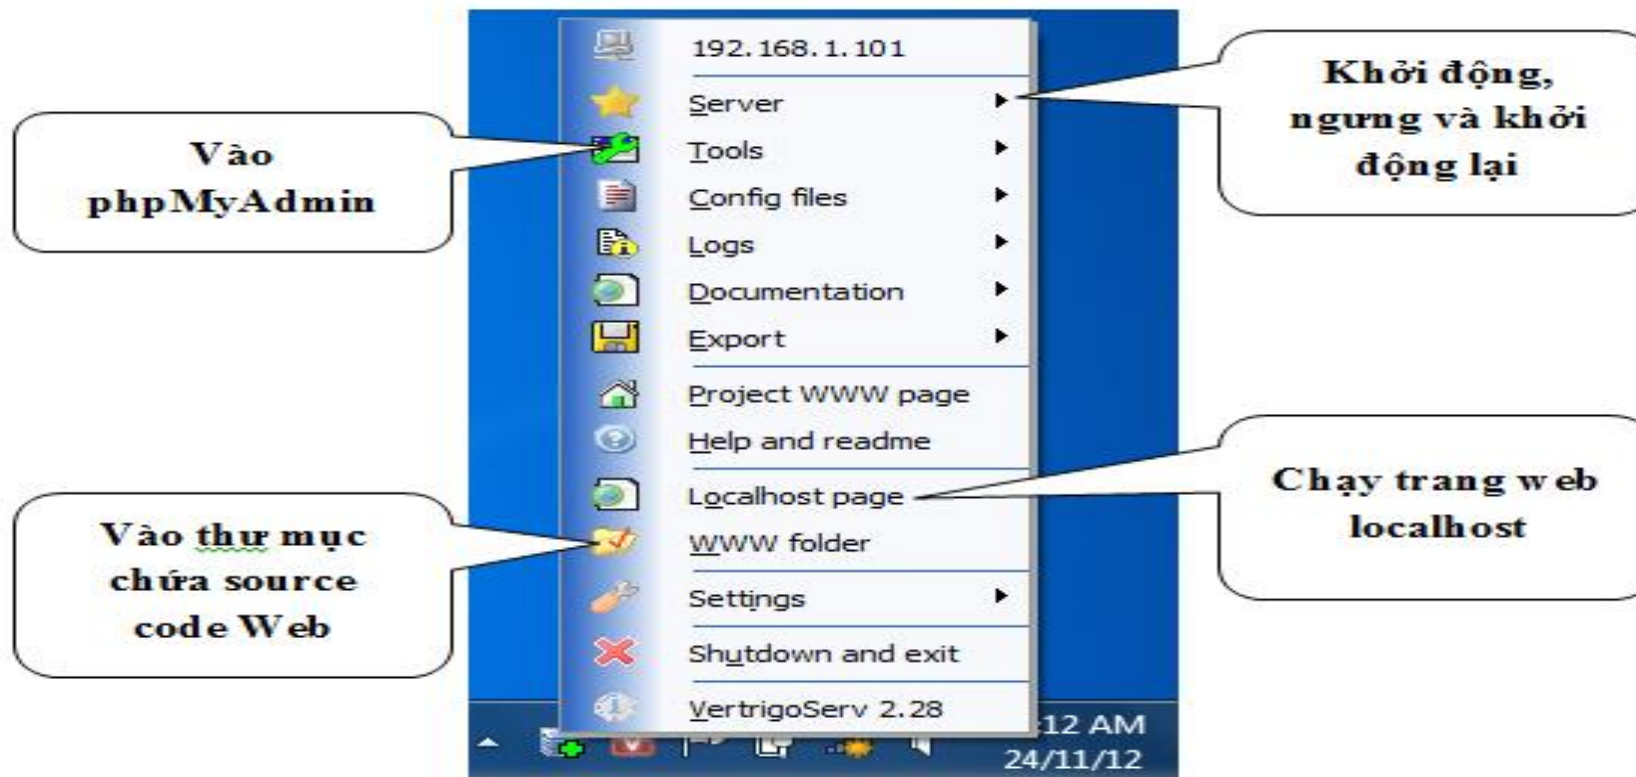 192.168.1.101
Server
Tools
Config files
Logs
Documentation
Export
Project WWW page
Help and readme
Localhost page
WWW folder
Settings
Shutdown and exit
VertrigoServ 2.28
:12 AM
24/11/12
Vào
phpMyAdmin
Vào thư mục
chứa source
code Web
Khởi động,
ngưng và khởi
động lại
Chạy trang web
localhost